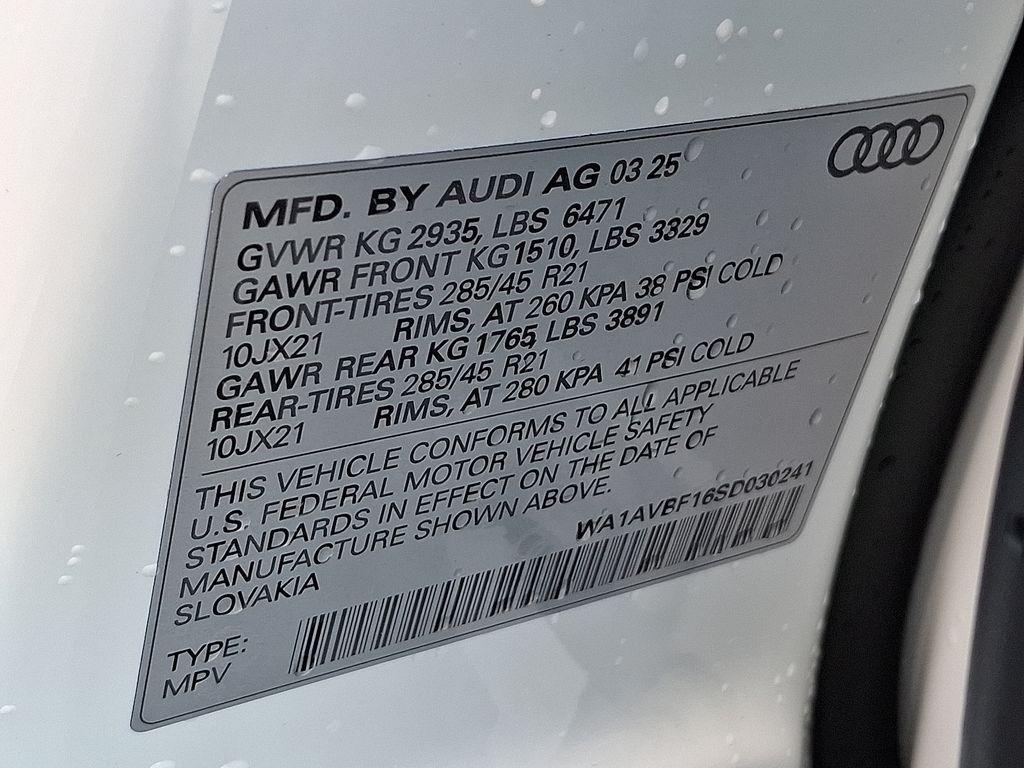 MFD. BY AUDI AG 03 25
GVWR KG 2935, LBS 6471
GAWR FRONT KG 1510, LBS 3329
FRONT-TIRES 285/45 R21
10JX21 RIMS, AT 260 KPA 38 PSI COLD
GAWR REAR KG 1765, LBS 3891
REAR-TIRES 285/45 R21
10JX21 RIMS, AT 280 KPA 41 PSI COLD
THIS VEHICLE CONFORMS TO ALL APPLICABLE
U.S. FEDERAL MOTOR VEHICLE SAFETY
STANDARDS IN EFFECT ON THE DATE OF
MANUFACTURE SHOWN ABOVE.
SLOVAKIA
WA1AVBF16SD030241
TYPE:
MPV